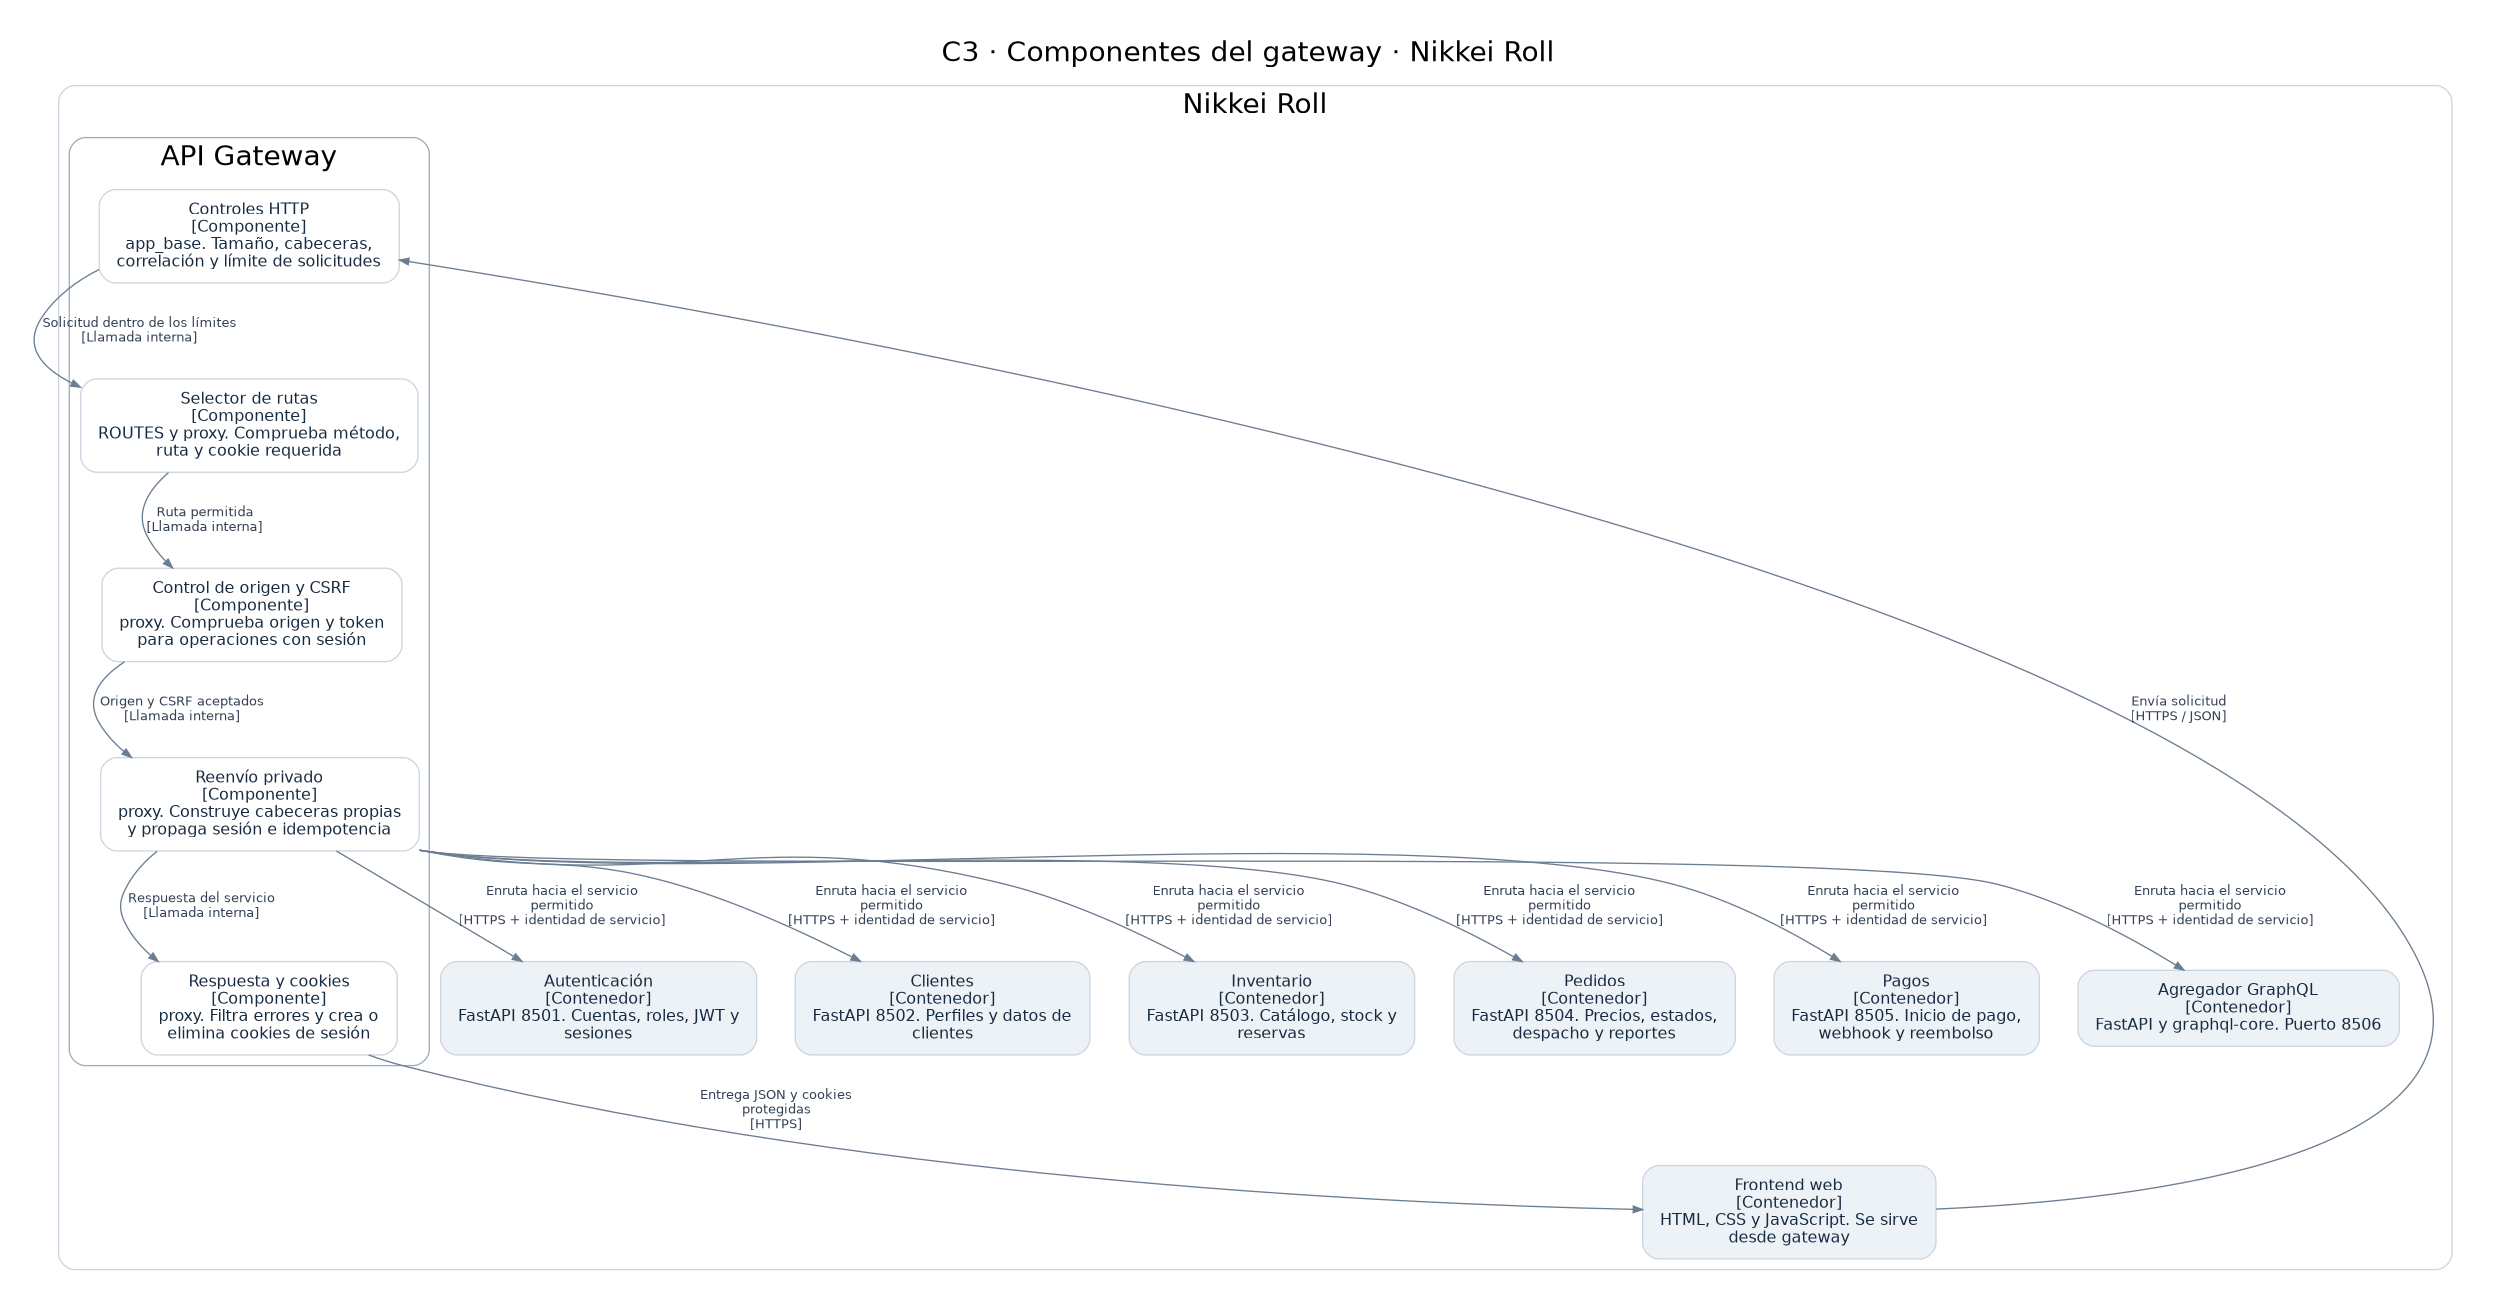 C3 · Componentes del gateway · Nikkei Roll
Nikkei Roll
API Gateway
Controles HTTP
[Componente]
app_base. Tamaño, cabeceras,
correlación y límite de solicitudes
Solicitud dentro de los límites
[Llamada interna]
Selector de rutas
[Componente]
ROUTES y proxy. Comprueba método,
ruta y cookie requerida
Ruta permitida
[Llamada interna]
Control de origen y CSRF
[Componente]
proxy. Comprueba origen y token
para operaciones con sesión
Origen y CSRF aceptados
[Llamada interna]
Envía solicitud
[HTTPS / JSON]
Reenvío privado
[Componente]
proxy. Construye cabeceras propias
y propaga sesión e idempotencia
Respuesta del servicio
[Llamada interna]
Enruta hacia el servicio
permitido
[HTTPS + identidad de servicio]
Enruta hacia el servicio
permitido
[HTTPS + identidad de servicio]
Enruta hacia el servicio
permitido
[HTTPS + identidad de servicio]
Enruta hacia el servicio
permitido
[HTTPS + identidad de servicio]
Enruta hacia el servicio
permitido
[HTTPS + identidad de servicio]
Enruta hacia el servicio
permitido
[HTTPS + identidad de servicio]
Respuesta y cookies
[Componente]
proxy. Filtra errores y crea o
elimina cookies de sesión
Autenticación
[Contenedor]
FastAPI 8501. Cuentas, roles, JWT y
sesiones
Clientes
[Contenedor]
FastAPI 8502. Perfiles y datos de
clientes
Inventario
[Contenedor]
FastAPI 8503. Catálogo, stock y
reservas
Pedidos
[Contenedor]
FastAPI 8504. Precios, estados,
despacho y reportes
Pagos
[Contenedor]
FastAPI 8505. Inicio de pago,
webhook y reembolso
Agregador GraphQL
[Contenedor]
FastAPI y graphql-core. Puerto 8506
Entrega JSON y cookies
protegidas
[HTTPS]
Frontend web
[Contenedor]
HTML, CSS y JavaScript. Se sirve
desde gateway